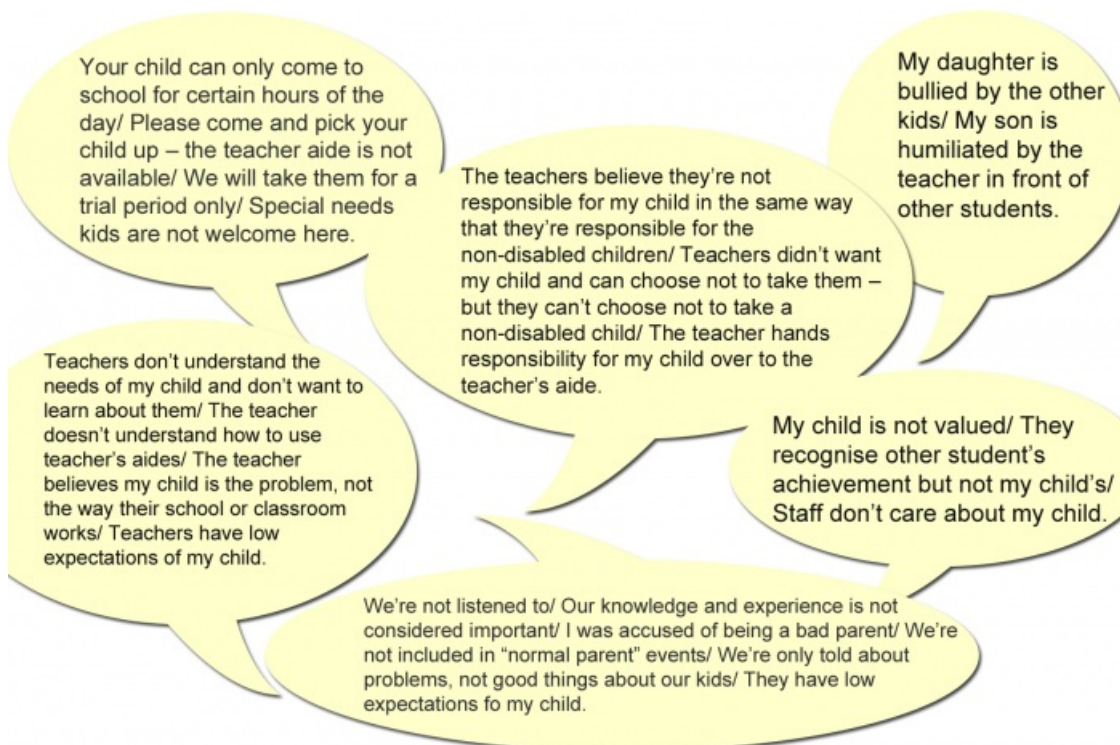 Your child can only come to
school for certain hours of the
day/ Please come and pick your
child up – the teacher aide is not
available/ We will take them for a
trial period only/ Special needs
kids are not welcome here.
My daughter is
bullied by the other
kids/ My son is
humiliated by the
teacher in front of
other students.
The teachers believe they’re not
responsible for my child in the same way
that they’re responsible for the
non-disabled children/ Teachers didn’t want
my child and can choose not to take them –
but they can’t choose not to take a
non-disabled child/ The teacher hands
responsibility for my child over to the
teacher’s aide.
Teachers don’t understand the
needs of my child and don’t want to
learn about them/ The teacher
doesn’t understand how to use
teacher’s aides/ The teacher
believes my child is the problem, not
the way their school or classroom
works/ Teachers have low
expectations of my child.
My child is not valued/ They
recognise other student’s
achievement but not my child’s/
Staff don’t care about my child.
We’re not listened to/ Our knowledge and experience is not
considered important/ I was accused of being a bad parent/ We’re
not included in “normal parent” events/ We’re only told about
problems, not good things about our kids/ They have low
expectations fo my child.